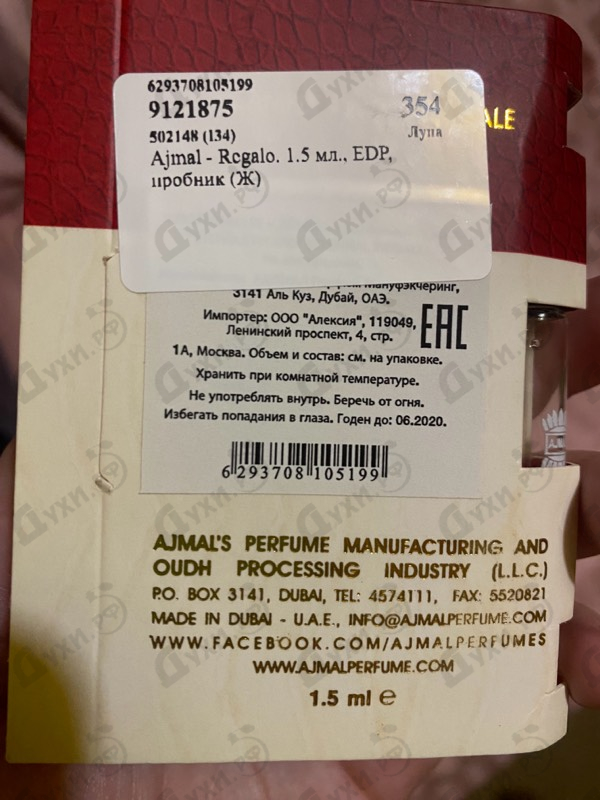 6293708105199
9121875
354
502148 (134)
Лупа
ALE
Ajmal - Regalo. 1.5 мл., EDP,
пробник (Ж)
Мануфэкчеринг,
3141 Аль Куз, Дубай, ОАЭ.
Импортер: ООО "Алексия", 119049,
Ленинский проспект, 4, стр.
EAC
1А, Москва. Объем и состав: см. на упаковке.
Хранить при комнатной температуре.
Не употреблять внутрь. Беречь от огня.
Избегать попадания в глаза. Годен до: 06.2020.
6 293708 105199
AJMAL'S PERFUME MANUFACTURING AND
OUDH PROCESSING INDUSTRY (L.L.C.)
P.O. BOX 3141, DUBAI, TEL: 4574111, FAX: 5520821
MADE IN DUBAI - U.A.E., INFO@AJMALPERFUME.COM
WWW.FACEBOOK.COM/AJMALPERFUMES
WWW.AJMALPERFUME.COM
1.5 ml e